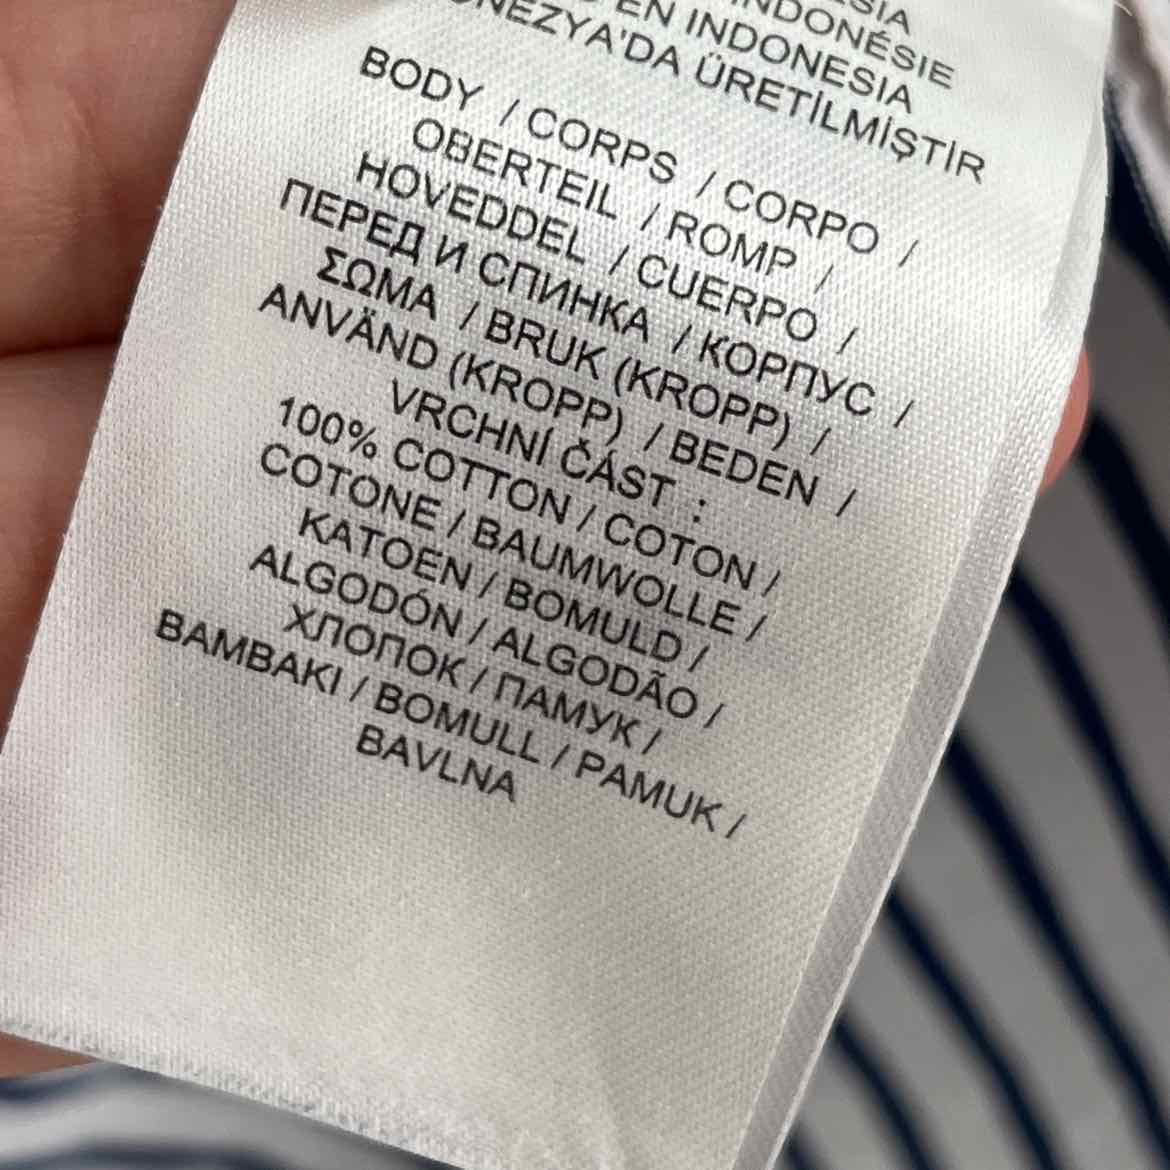 INDONÉSIE
EN INDONESIA
ÜRETİLMİŞTİR
BODY / CORPS / CORPO /
OBERTEIL / ROMP /
HOVEDDEL / CUERPO /
ПЕРЕД И СПИНКА / КОРПУС /
ΣΩΜΑ / BRUK (KROPP) /
ANVÄND (KROPP) / BEDEN /
VRCHNÍ ČÁST :
100% COTTON / COTON /
COTONE / BAUMWOLLE /
KATOEN / BOMULD /
ALGODÓN / ALGODÃO /
ХЛОПОК / ПАМУК /
BAMBAKI / BOMULL / PAMUK /
BAVLNA